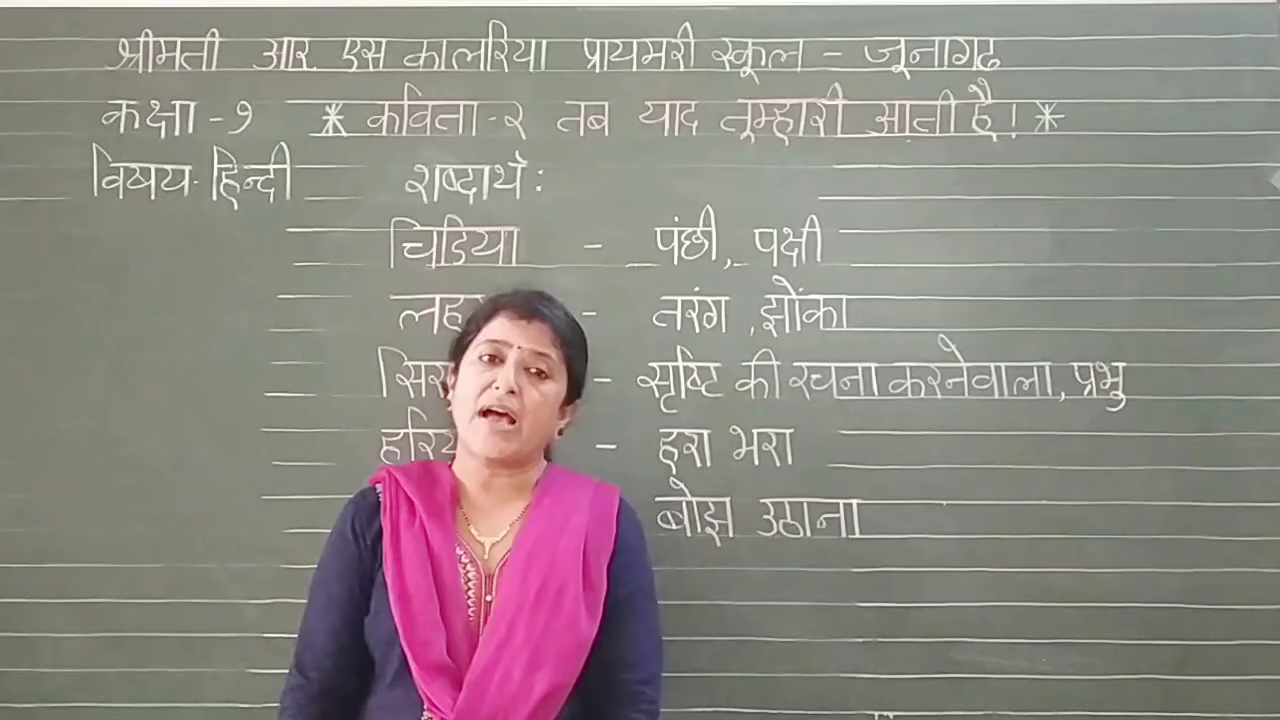 श्रीमती आर. एस कालरिया प्रायमरी स्कूल - जूनागढ
कक्षा - ७ * कविता - २ तब याद तुम्हारी आती है! *
विषय - हिन्दी शब्दार्थ :
चिडिया - पंछी, पक्षी
- तरंग, झोंका
- सृष्टि की रचना करनेवाला, प्रभु
- हरा भरा
बोझ उठाना